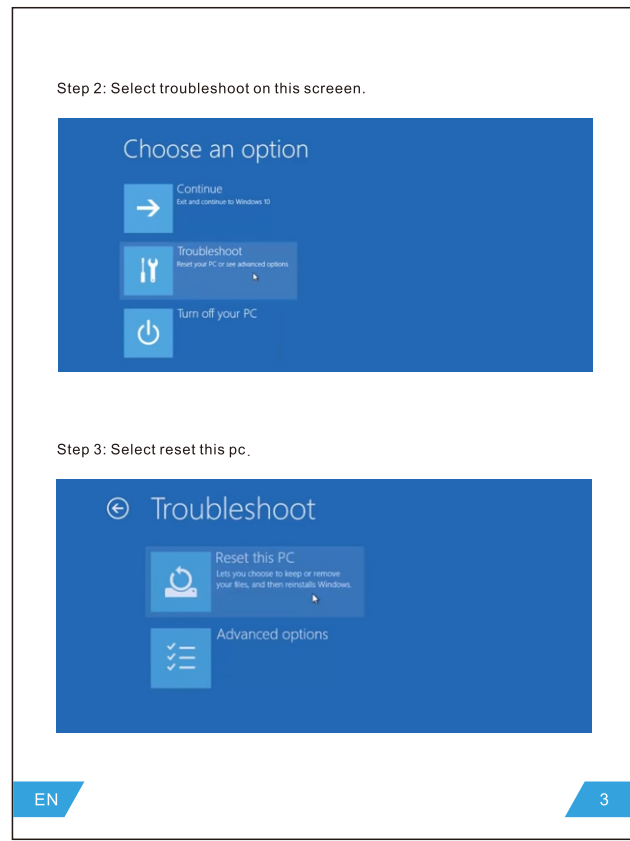 Step 2: Select troubleshoot on this screeen.
Choose an option
Continue
Exit and continue to Windows 10
Troubleshoot
Reset your PC or see advanced options
Turn off your PC
Step 3: Select reset this pc.
Troubleshoot
Reset this PC
Lets you choose to keep or remove
your files, and then reinstalls Windows.
Advanced options
EN
3